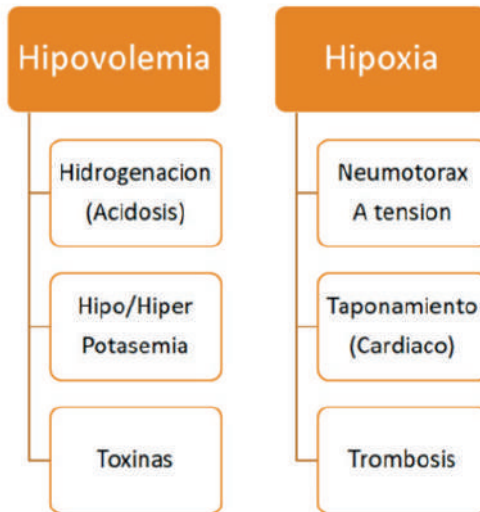 Hipovolemia
Hidrogenacion
(Acidosis)
Hipo/Hiper
Potasemia
Toxinas
Hipoxia
Neumotorax
A tension
Taponamiento
(Cardiaco)
Trombosis